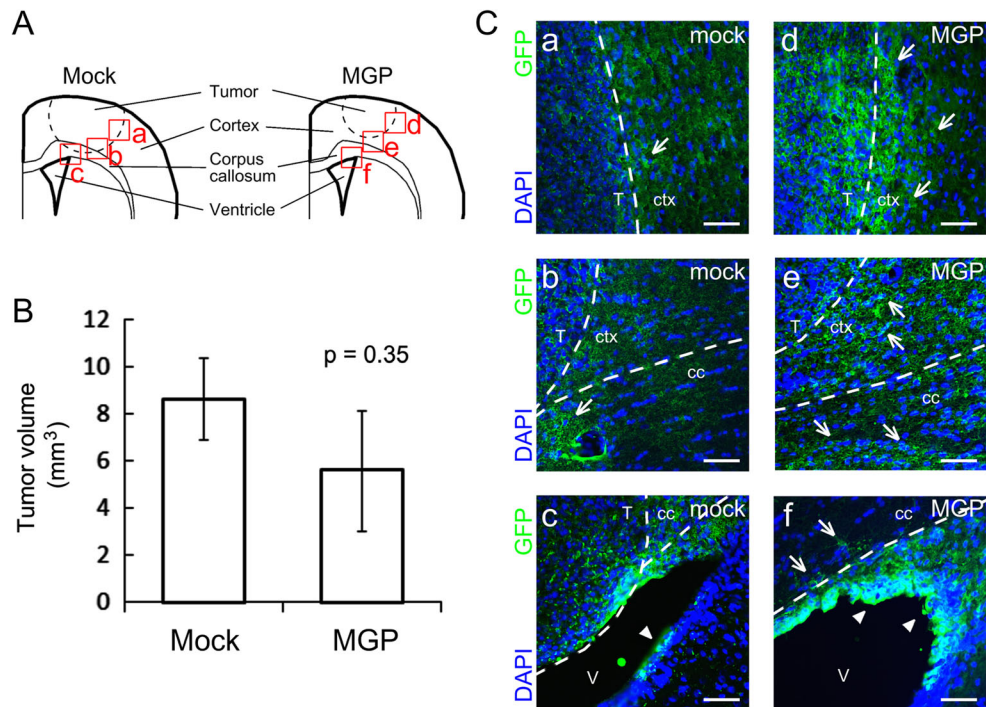 A
Mock
MGP
Tumor
Cortex
Corpus
callosum
Ventricle
a
b
c
d
e
f
B
Tumor volume
(mm3)
12
10
8
6
4
2
0
p = 0.35
Mock
MGP
C
GFP
DAPI
a
mock
T
ctx
d
MGP
T
ctx
GFP
DAPI
b
mock
T
ctx
cc
e
MGP
T
ctx
cc
GFP
DAPI
c
mock
T
cc
V
f
MGP
cc
V